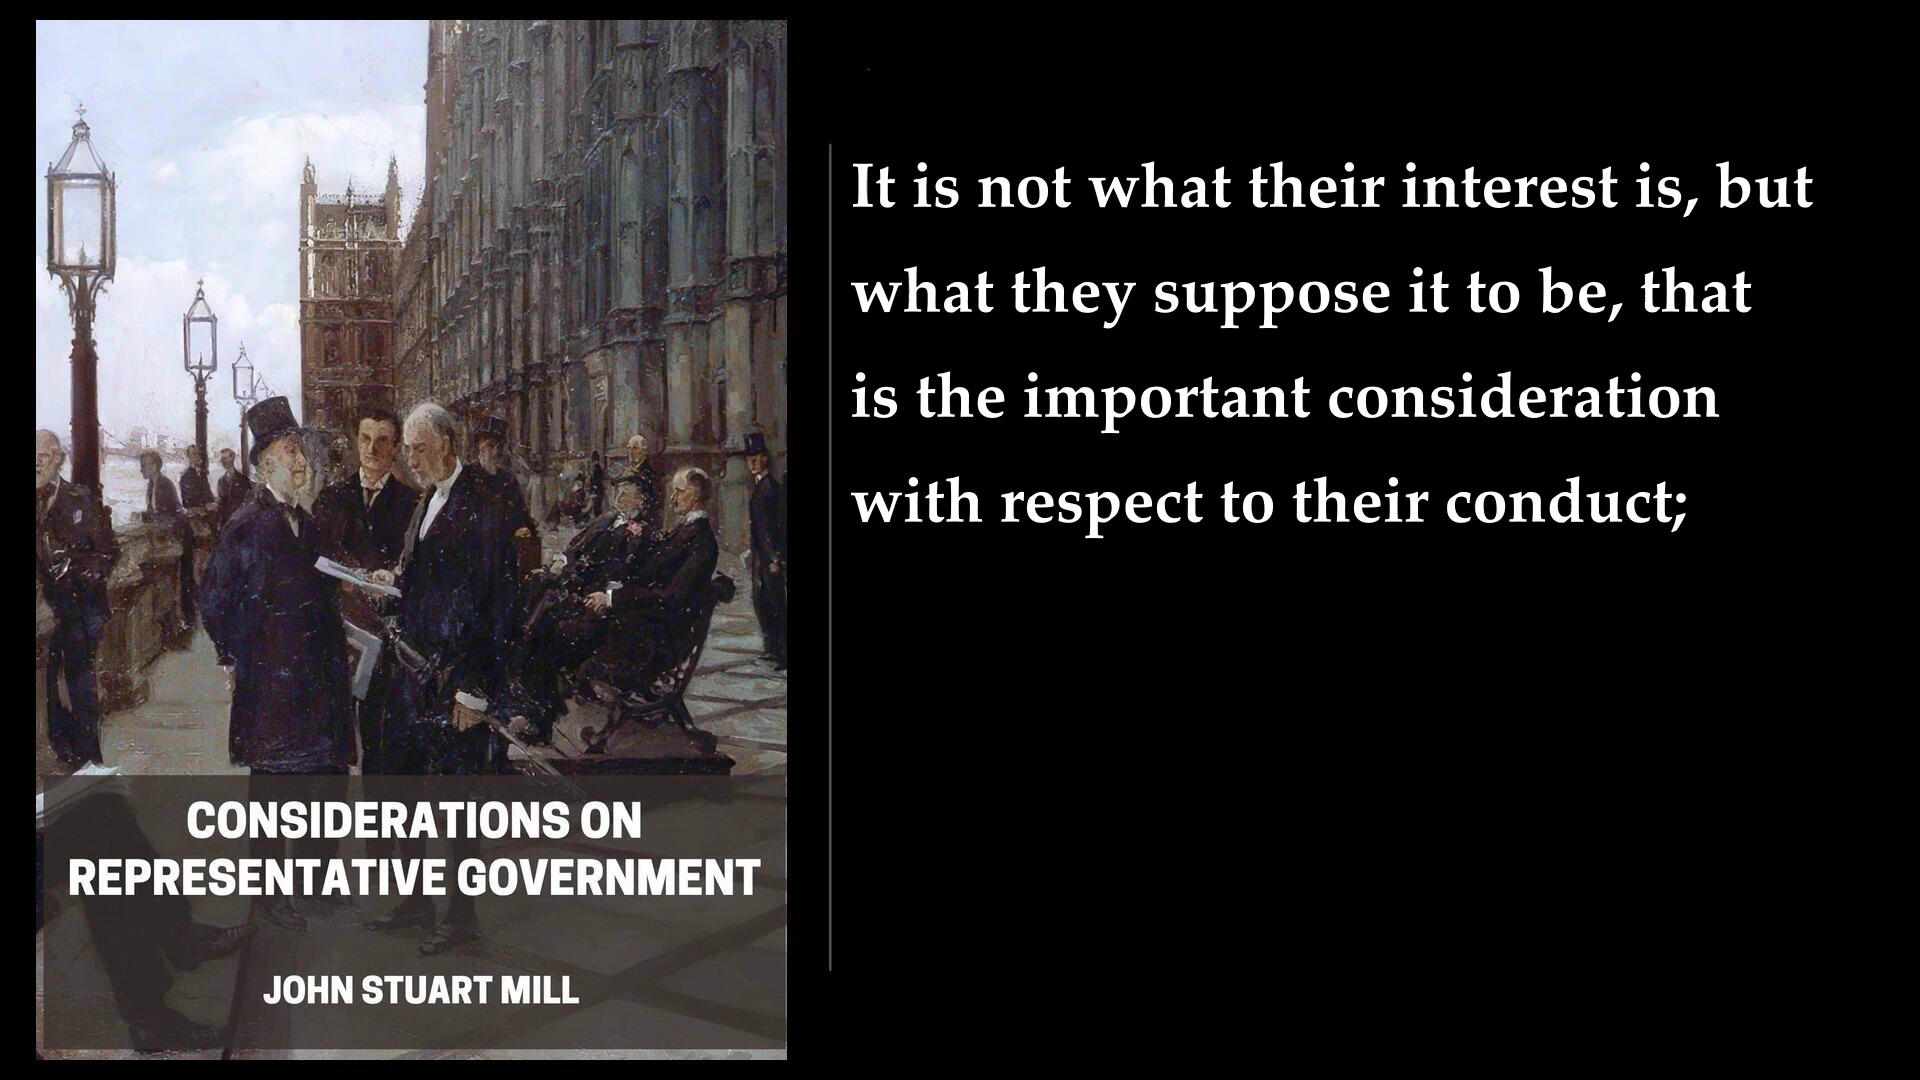 It is not what their interest is, but
what they suppose it to be, that
is the important consideration
with respect to their conduct;
CONSIDERATIONS ON
REPRESENTATIVE GOVERNMENT
JOHN STUART MILL